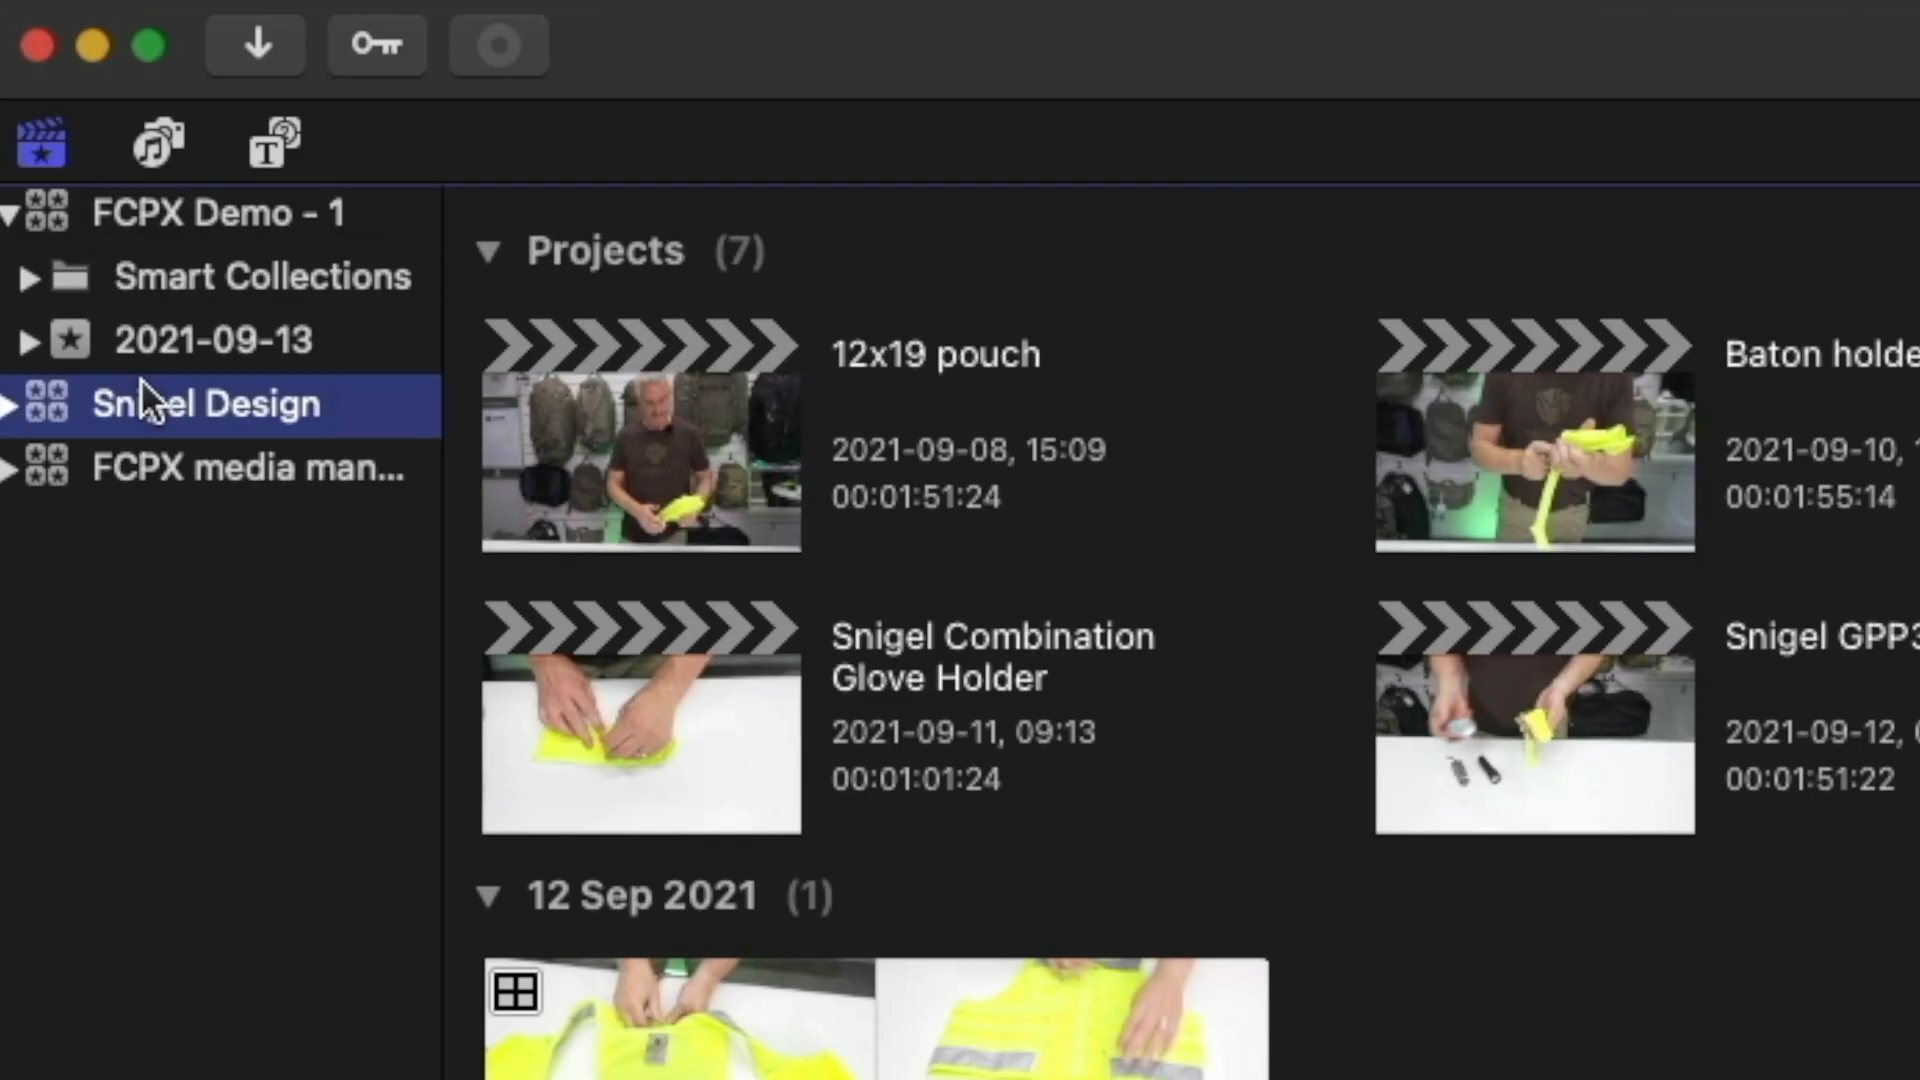 FCPX Demo - 1
Smart Collections
2021-09-13
Snigel Design
FCPX media man...
Projects (7)
12x19 pouch
2021-09-08, 15:09
00:01:51:24
Baton holde
2021-09-10,
00:01:55:14
Snigel Combination
Glove Holder
2021-09-11, 09:13
00:01:01:24
Snigel GPP3
2021-09-12,
00:01:51:22
12 Sep 2021 (1)